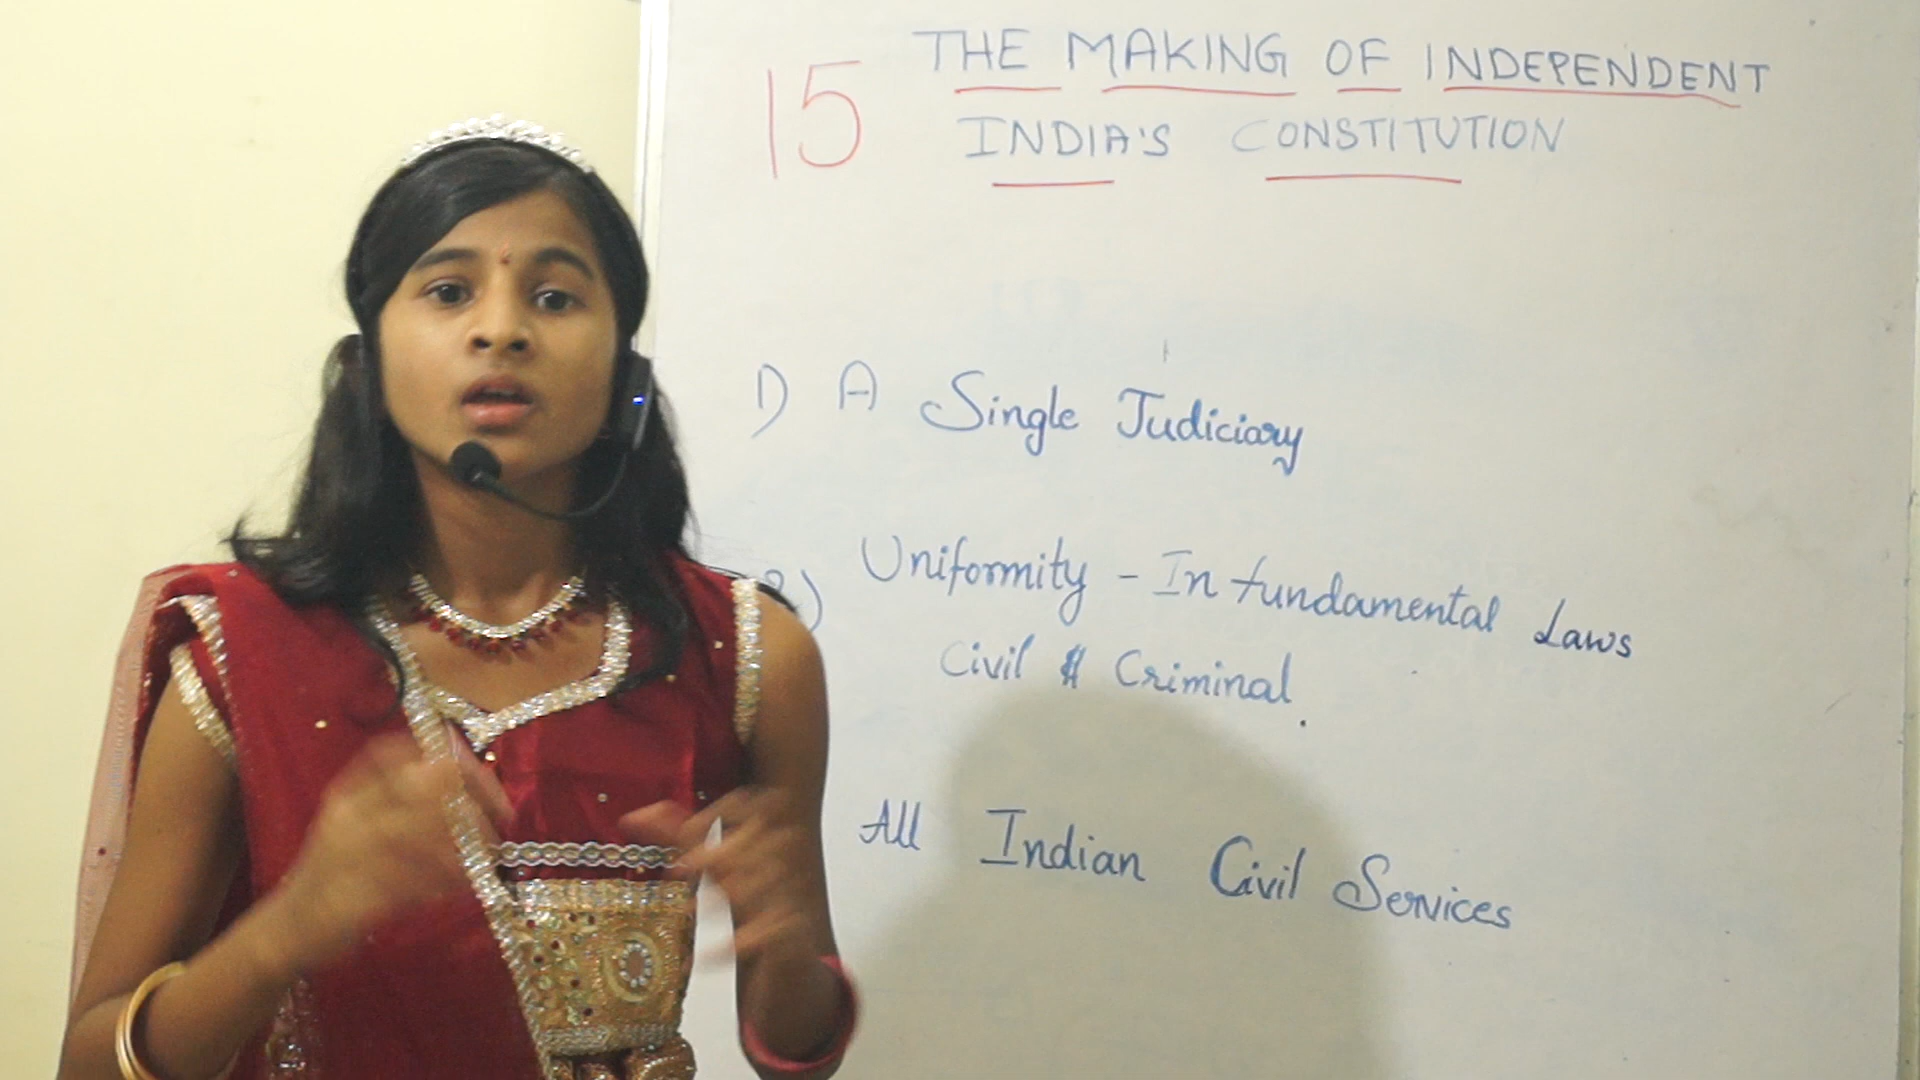 15 THE MAKING OF INDEPENDENT
INDIA'S CONSTITUTION
1) A Single Judiciary
2) Uniformity - In fundamental Laws
Civil & Criminal.
All Indian Civil Services